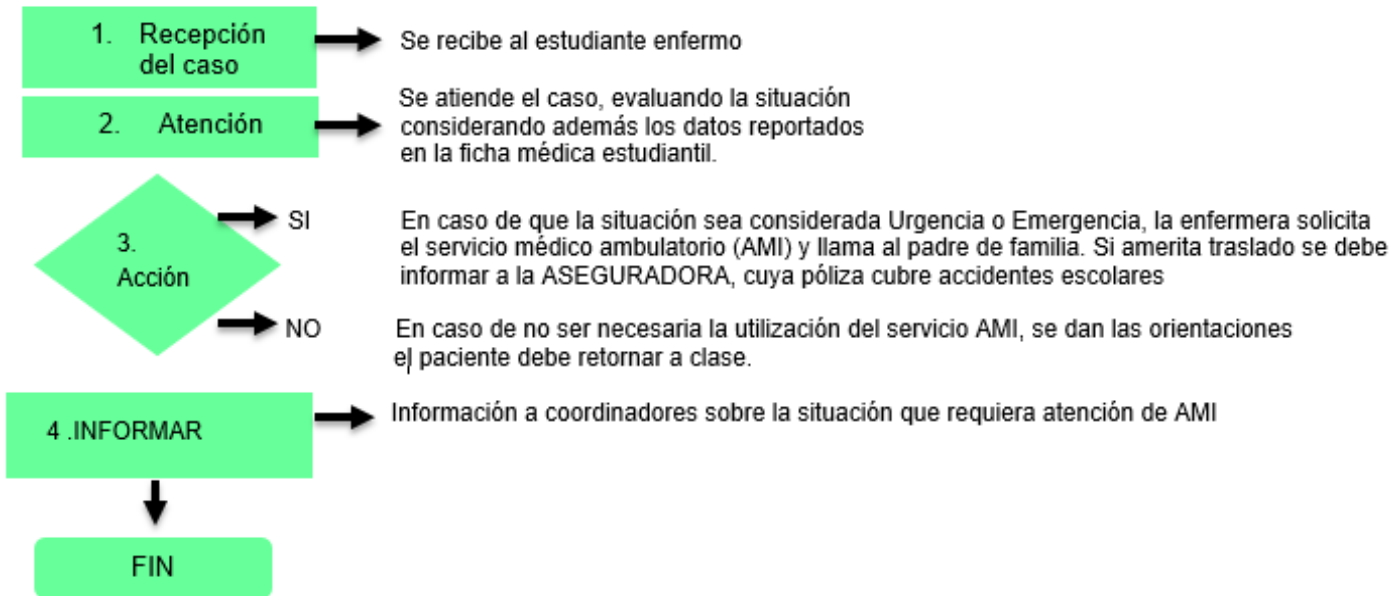 1. Recepción
del caso
Se recibe al estudiante enfermo
2. Atención
Se atiende el caso, evaluando la situación
considerando además los datos reportados
en la ficha médica estudiantil.
3.
Acción
SI
En caso de que la situación sea considerada Urgencia o Emergencia, la enfermera solicita
el servicio médico ambulatorio (AMI) y llama al padre de familia. Si amerita traslado se debe
informar a la ASEGURADORA, cuya póliza cubre accidentes escolares
NO
En caso de no ser necesaria la utilización del servicio AMI, se dan las orientaciones
el paciente debe retornar a clase.
4 .INFORMAR
Información a coordinadores sobre la situación que requiera atención de AMI
FIN